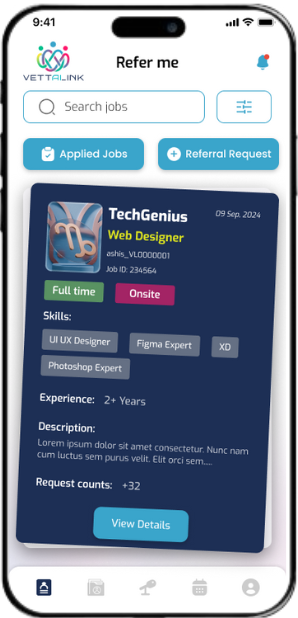 9:41
VETTALINK
Refer me
Search jobs
Applied Jobs
Referral Request
TechGenius
09 Sep, 2024
Web Designer
ashis_VL0000001
Job ID: 234564
Full time
Onsite
Skills:
UI UX Designer
Figma Expert
XD
Photoshop Expert
Experience: 2+ Years
Description:
Lorem ipsum dolor sit amet consectetur. Nunc nam
cum luctus sem purus velit. Elit orci sem....
Request counts: +32
View Details